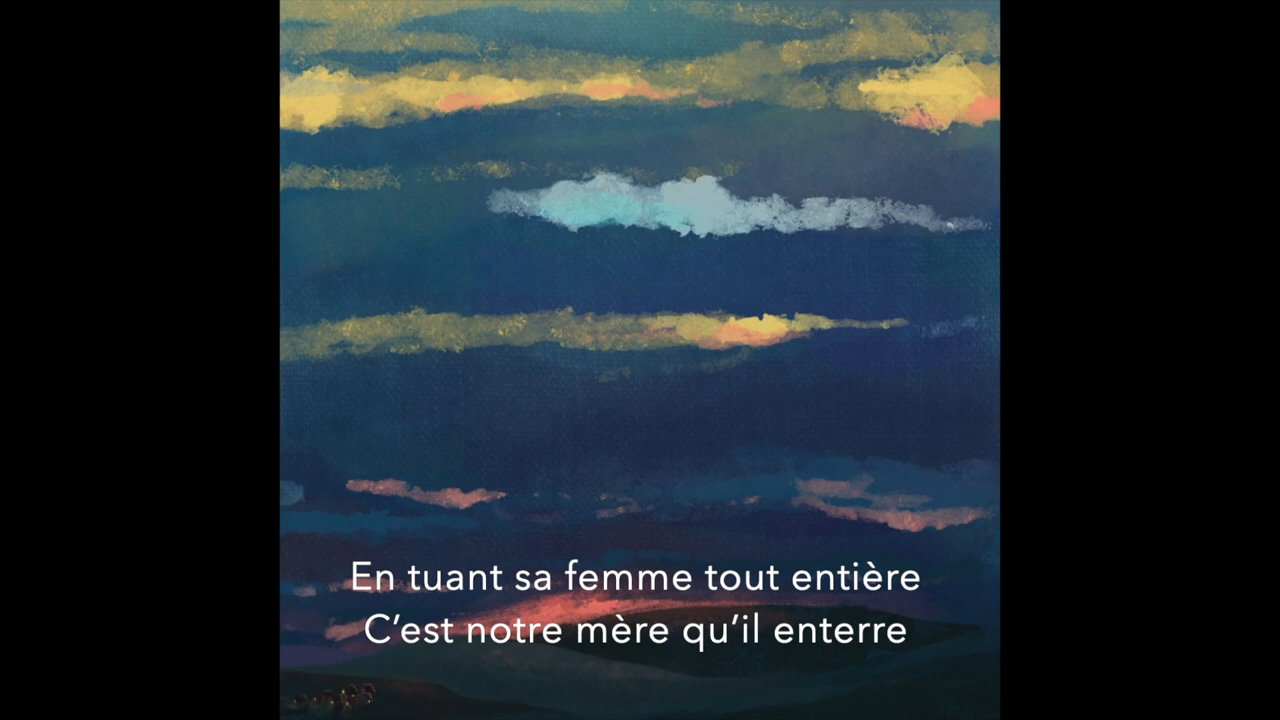 En tuant sa femme tout entière
C’est notre mère qu’il enterre